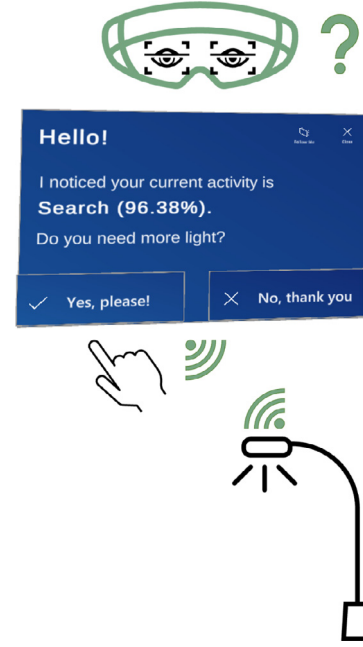 ?
Hello!
Follow Me
Close
I noticed your current activity is
Search (96.38%).
Do you need more light?
Yes, please!
No, thank you